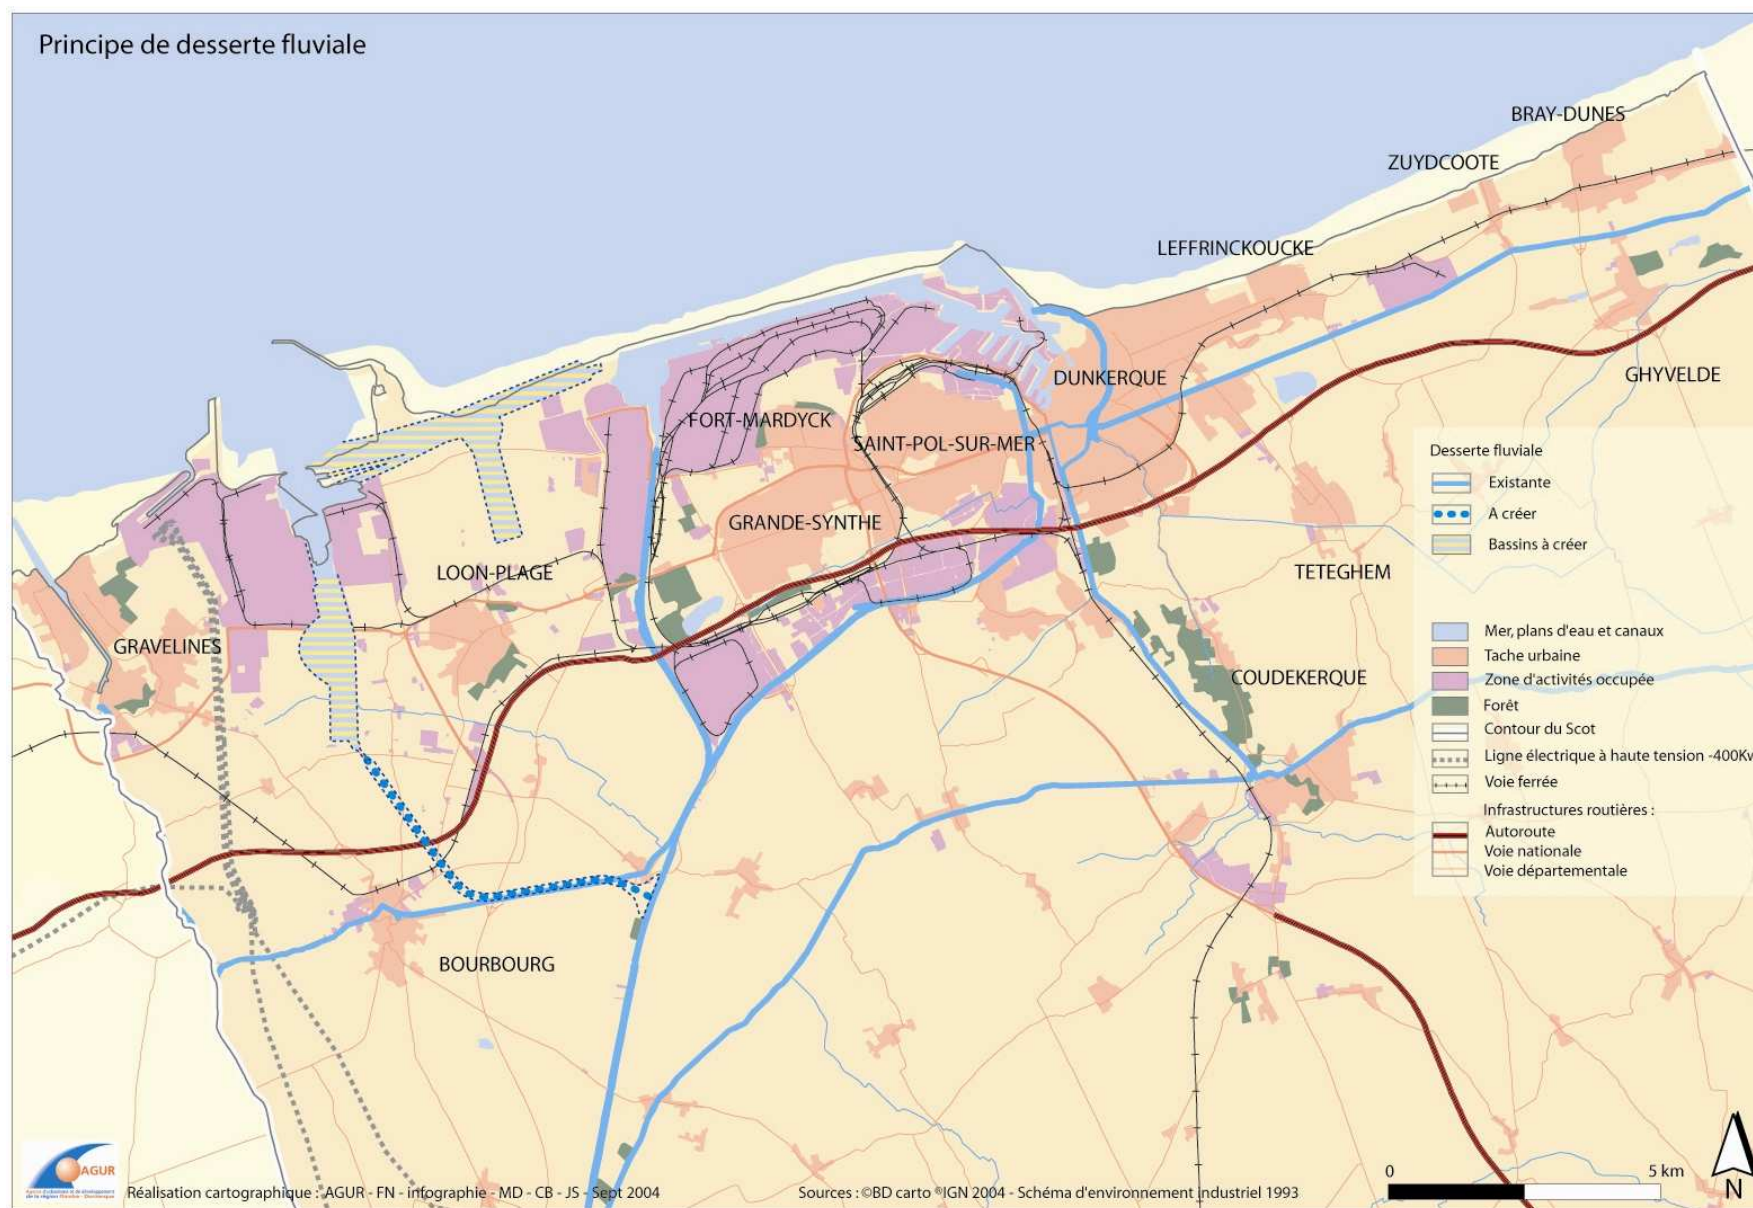 Principe de desserte fluviale
BRAY-DUNES
ZUYDCOOTE
LEFFRINCKOUCKE
DUNKERQUE
GHYVELDE
FORT-MARDYCK
SAINT-POL-SUR-MER
GRANDE-SYNTHE
LOON-PLAGE
TETEGHEM
GRAVELINES
COUDEKERQUE
BOURBOURG
Desserte fluviale
Existante
A créer
Bassins à créer
Mer, plans d'eau et canaux
Tache urbaine
Zone d'activités occupée
Forêt
Contour du Scot
Ligne électrique à haute tension -400Kv
Voie ferrée
Infrastructures routières :
Autoroute
Voie nationale
Voie départementale
0 5 km
N
AGUR
Réalisation cartographique : AGUR - FN - infographie - MD - CB - JS - Sept 2004
Sources : ©BD carto ®IGN 2004 - Schéma d'environnement industriel 1993